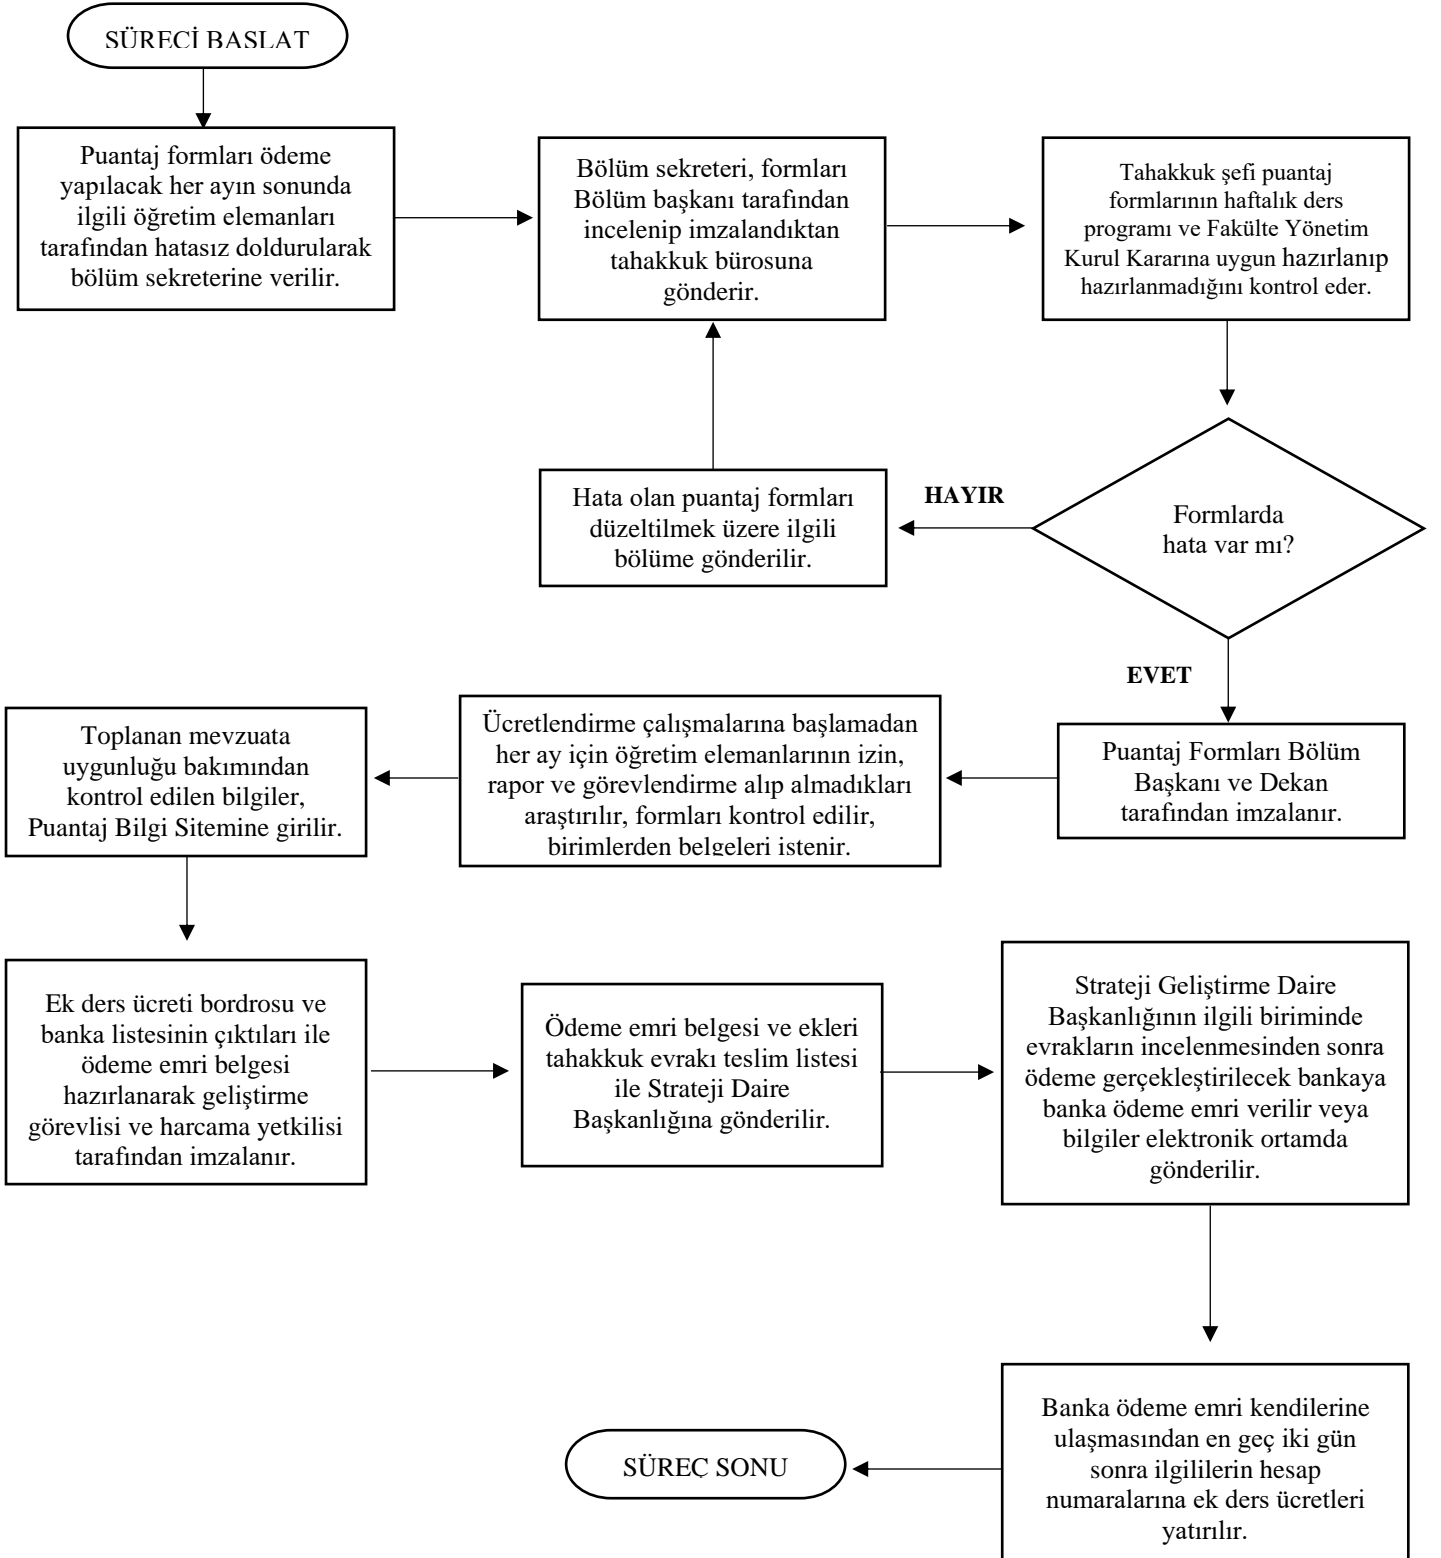 SÜRECİ BAŞLAT
Puantaj formları ödeme
yapılacak her ayın sonunda
ilgili öğretim elemanları
tarafından hatasız doldurularak
bölüm sekreterine verilir.
Bölüm sekreteri, formları
Bölüm başkanı tarafından
incelenip imzalandıktan
tahakkuk bürosuna
gönderir.
Tahakkuk şefi puantaj
formlarının haftalık ders
programı ve Fakülte Yönetim
Kurul Kararına uygun hazırlanıp
hazırlanmadığını kontrol eder.
Formlarda
hata var mı?
HAYIR
Hata olan puantaj formları
düzeltilmek üzere ilgili
bölüme gönderilir.
EVET
Puantaj Formları Bölüm
Başkanı ve Dekan
tarafından imzalanır.
Ücretlendirme çalışmalarına başlamadan
her ay için öğretim elemanlarının izin,
rapor ve görevlendirme alıp almadıkları
araştırılır, formları kontrol edilir,
birimlerden belgeleri istenir.
Toplanan mevzuata
uygunluğu bakımından
kontrol edilen bilgiler,
Puantaj Bilgi Sitemine girilir.
Ek ders ücreti bordrosu ve
banka listesinin çıktıları ile
ödeme emri belgesi
hazırlanarak geliştirme
görevlisi ve harcama yetkilisi
tarafından imzalanır.
Ödeme emri belgesi ve ekleri
tahakkuk evrakı teslim listesi
ile Strateji Daire
Başkanlığına gönderilir.
Strateji Geliştirme Daire
Başkanlığının ilgili biriminde
evrakların incelenmesinden sonra
ödeme gerçekleştirilecek bankaya
banka ödeme emri verilir veya
bilgiler elektronik ortamda
gönderilir.
Banka ödeme emri kendilerine
ulaşmasından en geç iki gün
sonra ilgililerin hesap
numaralarına ek ders ücretleri
yatırılır.
SÜREÇ SONU